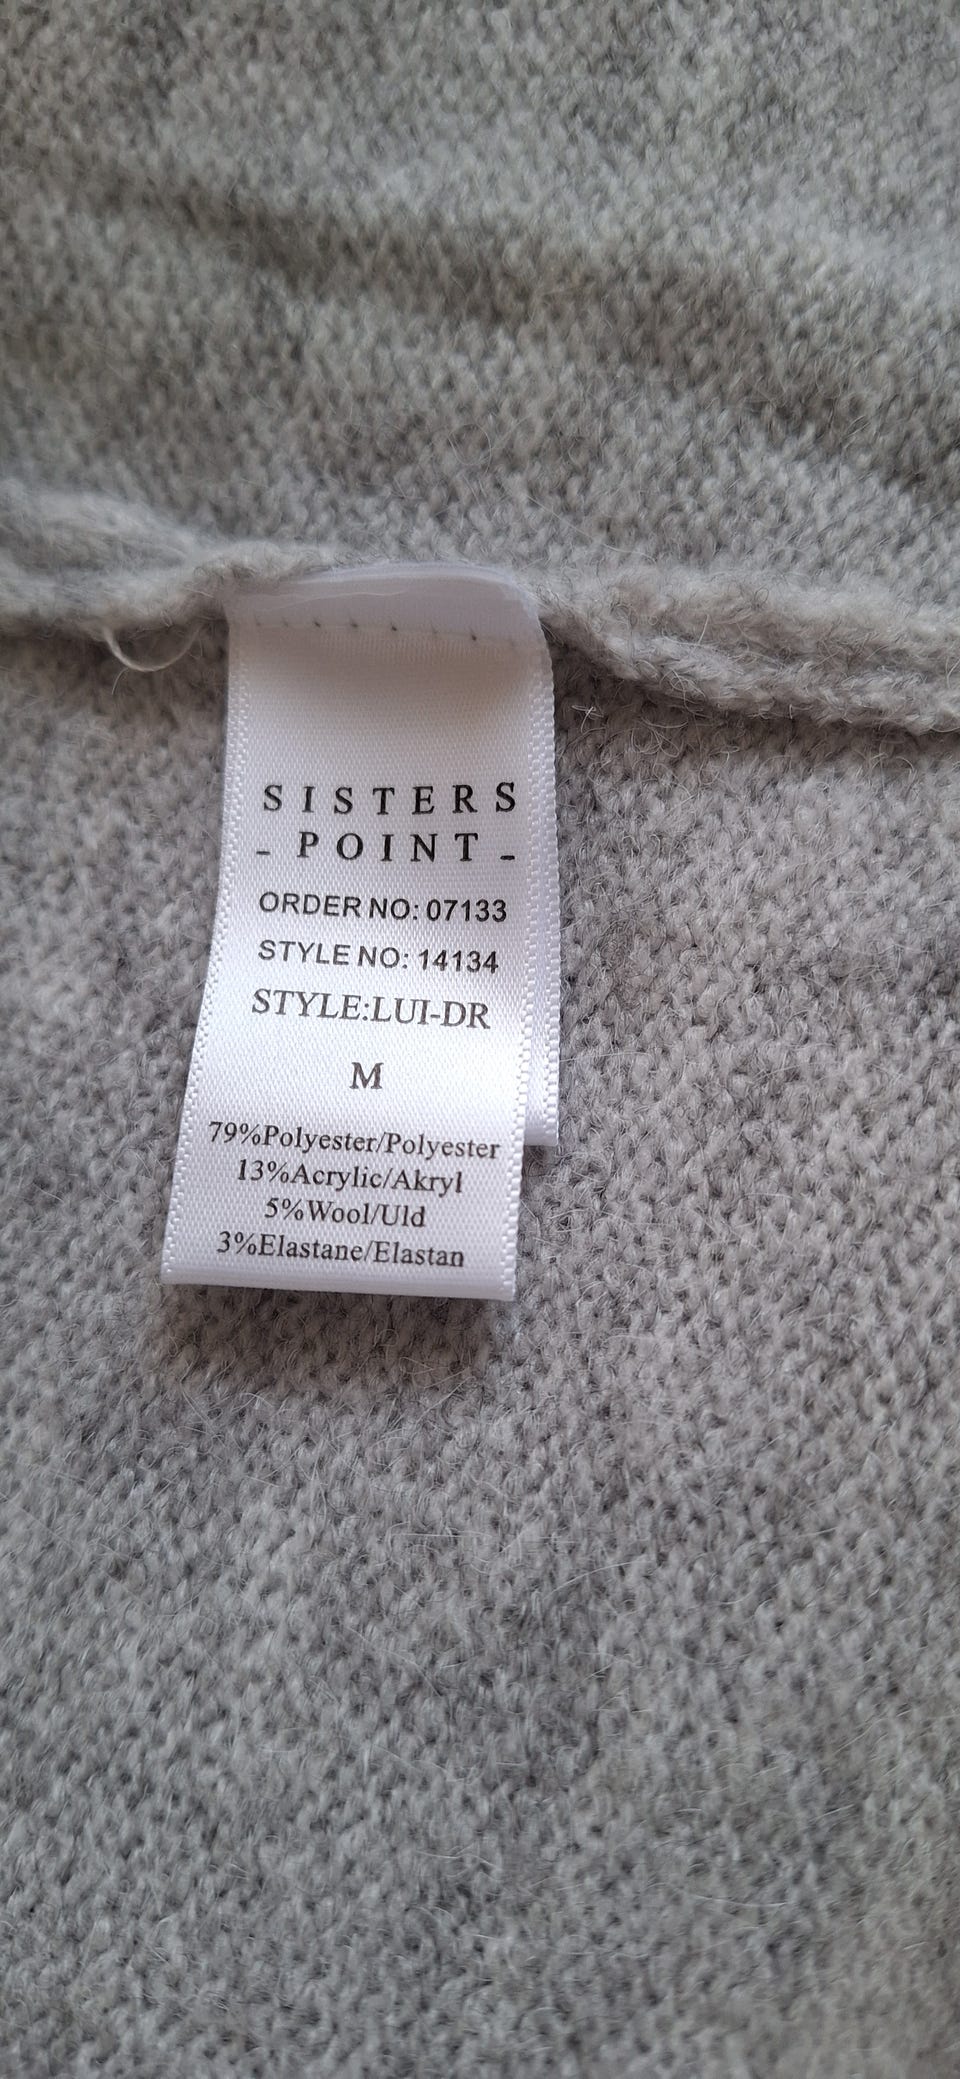 SISTERS
- POINT -
ORDER NO: 07133
STYLE NO: 14134
STYLE:LUI-DR
M
79%Polyester/Polyester
13%Acrylic/Akryl
5%Wool/Uld
3%Elastane/Elastan